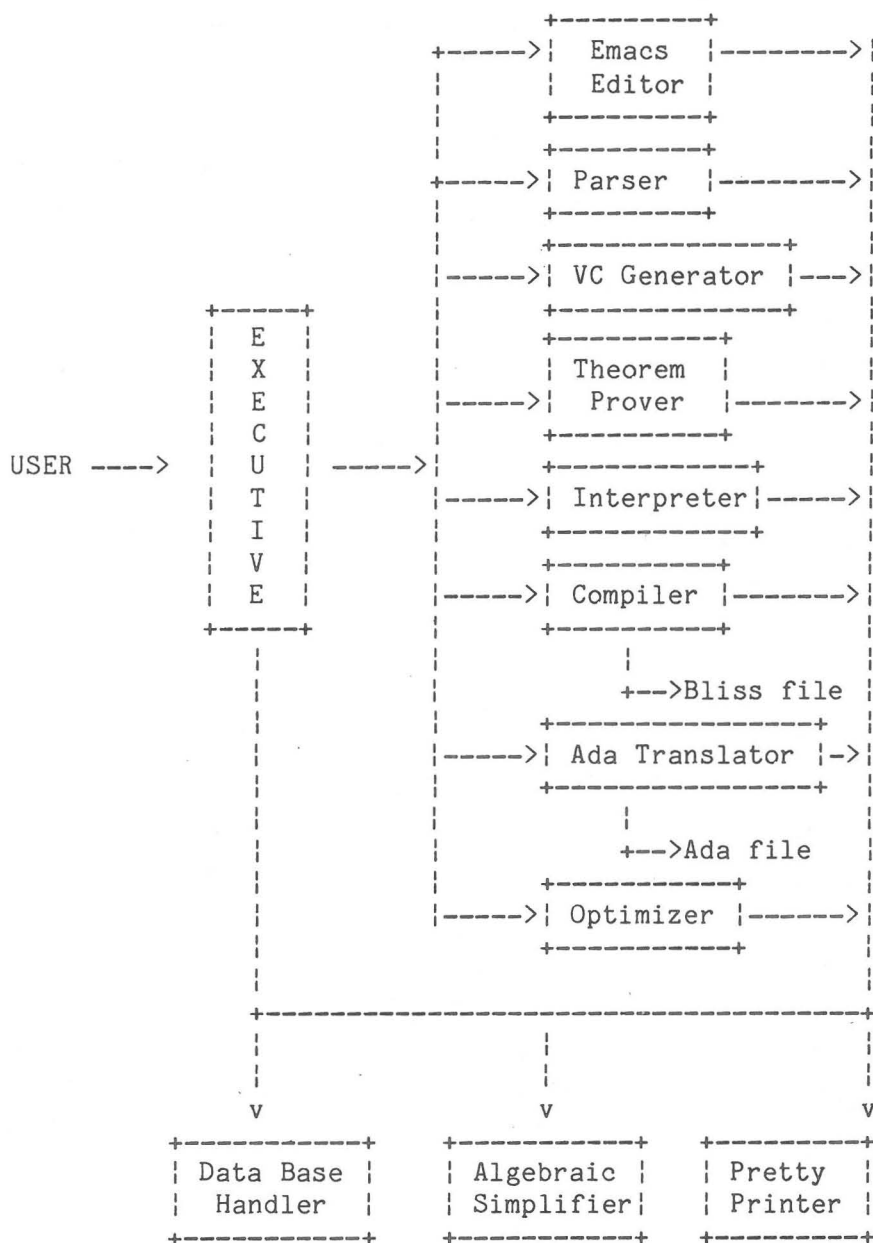 Emacs
Editor
Parser
VC Generator
Theorem
Prover
EXECUTIVE
USER
Interpreter
Compiler
Bliss file
Ada Translator
Ada file
Optimizer
Data Base
Handler
Algebraic
Simplifier
Pretty
Printer